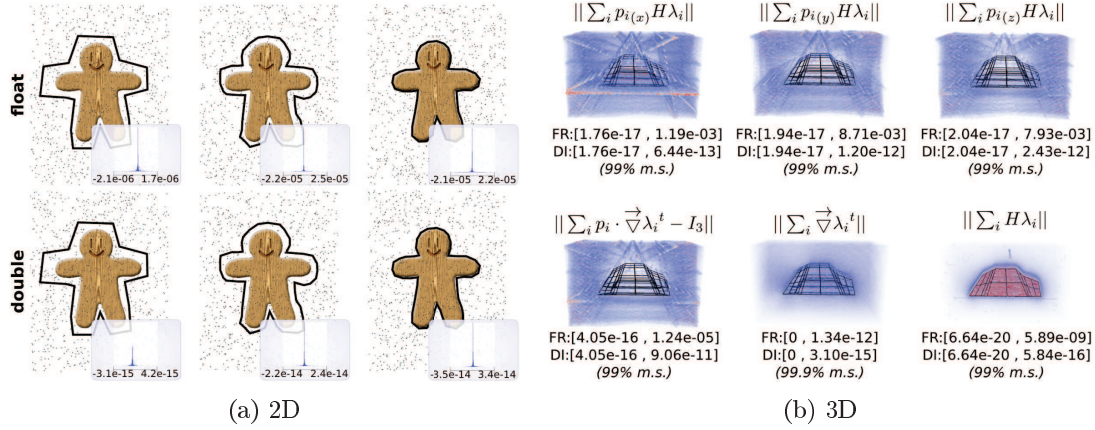 float
-2.1e-06 1.7e-06
-2.2e-05 2.5e-05
-2.1e-05 2.2e-05
double
-3.1e-15 4.2e-15
-2.2e-14 2.4e-14
-3.5e-14 3.4e-14
(a) 2D
|| ∑ᵢ pᵢ₍ₓ₎Hλᵢ||
|| ∑ᵢ pᵢ₍y₎Hλᵢ||
|| ∑ᵢ pᵢ₍z₎Hλᵢ||
FR:[1.76e-17 , 1.19e-03]
DI:[1.76e-17 , 6.44e-13]
(99% m.s.)
FR:[1.94e-17 , 8.71e-03]
DI:[1.94e-17 , 1.20e-12]
(99% m.s.)
FR:[2.04e-17 , 7.93e-03]
DI:[2.04e-17 , 2.43e-12]
(99% m.s.)
|| ∑ᵢ pᵢ · ▽⃗λᵢᵗ − I₃||
|| ∑ᵢ ▽⃗λᵢᵗ||
|| ∑ᵢ Hλᵢ||
FR:[4.05e-16 , 1.24e-05]
DI:[4.05e-16 , 9.06e-11]
(99% m.s.)
FR:[0 , 1.34e-12]
DI:[0 , 3.10e-15]
(99.9% m.s.)
FR:[6.64e-20 , 5.89e-09]
DI:[6.64e-20 , 5.84e-16]
(99% m.s.)
(b) 3D